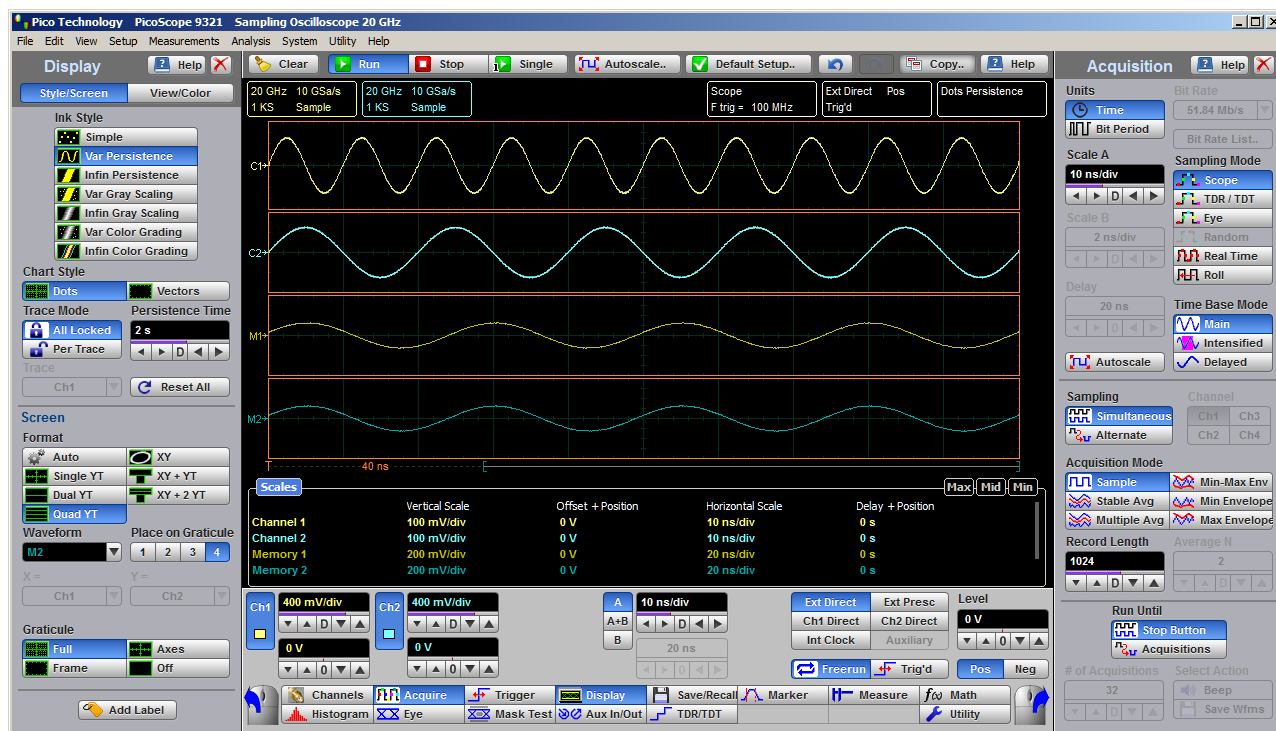 Pico Technology PicoScope 9321 Sampling Oscilloscope 20 GHz
File Edit View Setup Measurements Analysis System Utility Help
Display Help
Style/Screen View/Color
Ink Style
Simple
Var Persistence
Infin Persistence
Var Gray Scaling
Infin Gray Scaling
Var Color Grading
Infin Color Grading
Chart Style
Dots Vectors
Trace Mode Persistence Time
All Locked 2 s
Per Trace D
Trace
Ch1 Reset All
Screen
Format
Auto XY
Single YT XY + YT
Dual YT XY + 2 YT
Quad YT
Waveform Place on Graticule
M2 1 2 3 4
X = Y =
Ch1 Ch2
Graticule
Full Axes
Frame Off
Add Label
Clear Run Stop Single Autoscale.. Default Setup.. Copy.. Help
20 GHz 10 GSa/s
1 KS Sample
20 GHz 10 GSa/s
1 KS Sample
Scope
F trig = 100 MHz
Ext Direct Pos
Trig'd
Dots Persistence
C1
C2
M1
M2
T 40 ns
Scales Max Mid Min
Vertical Scale Offset + Position Horizontal Scale Delay + Position
Channel 1 100 mV/div 0 V 10 ns/div 0 s
Channel 2 100 mV/div 0 V 10 ns/div 0 s
Memory 1 200 mV/div 0 V 20 ns/div 0 s
Memory 2 200 mV/div 0 V 20 ns/div 0 s
Ch1 400 mV/div Ch2 400 mV/div A 10 ns/div Ext Direct Ext Presc Level
D D A+B D Ch1 Direct Ch2 Direct 0 V
0 V 0 V B 20 ns Int Clock Auxiliary 0
0 0 0 Freerun Trig'd Pos Neg
Channels Acquire Trigger Display Save/Recall Marker Measure f(x) Math
Histogram Eye Mask Test Aux In/Out TDR/TDT Utility
Acquisition Help
Units Bit Rate
Time 51.84 Mb/s
Bit Period Bit Rate List..
Scale A Sampling Mode
10 ns/div Scope
D TDR / TDT
Scale B Eye
2 ns/div Random
D Real Time
Roll
Delay
20 ns Time Base Mode
0 Main
Intensified
Autoscale Delayed
Sampling Channel
Simultaneous Ch1 Ch3
Alternate Ch2 Ch4
Acquisition Mode
Sample Min-Max Env
Stable Avg Min Envelope
Multiple Avg Max Envelope
Record Length Average N
1024 2
D D
Run Until
Stop Button
Acquisitions
# of Acquisitions Select Action
32 Beep
D Save Wfms